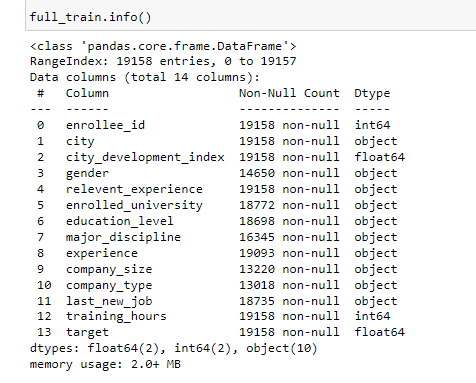 full_train.info()
<class 'pandas.core.frame.DataFrame'>
RangeIndex: 19158 entries, 0 to 19157
Data columns (total 14 columns):
 #   Column                  Non-Null Count  Dtype
---  ------                  --------------  -----
 0   enrollee_id             19158 non-null  int64
 1   city                    19158 non-null  object
 2   city_development_index  19158 non-null  float64
 3   gender                  14650 non-null  object
 4   relevent_experience     19158 non-null  object
 5   enrolled_university     18772 non-null  object
 6   education_level         18698 non-null  object
 7   major_discipline        16345 non-null  object
 8   experience              19093 non-null  object
 9   company_size            13220 non-null  object
 10  company_type            13018 non-null  object
 11  last_new_job            18735 non-null  object
 12  training_hours          19158 non-null  int64
 13  target                  19158 non-null  float64
dtypes: float64(2), int64(2), object(10)
memory usage: 2.0+ MB